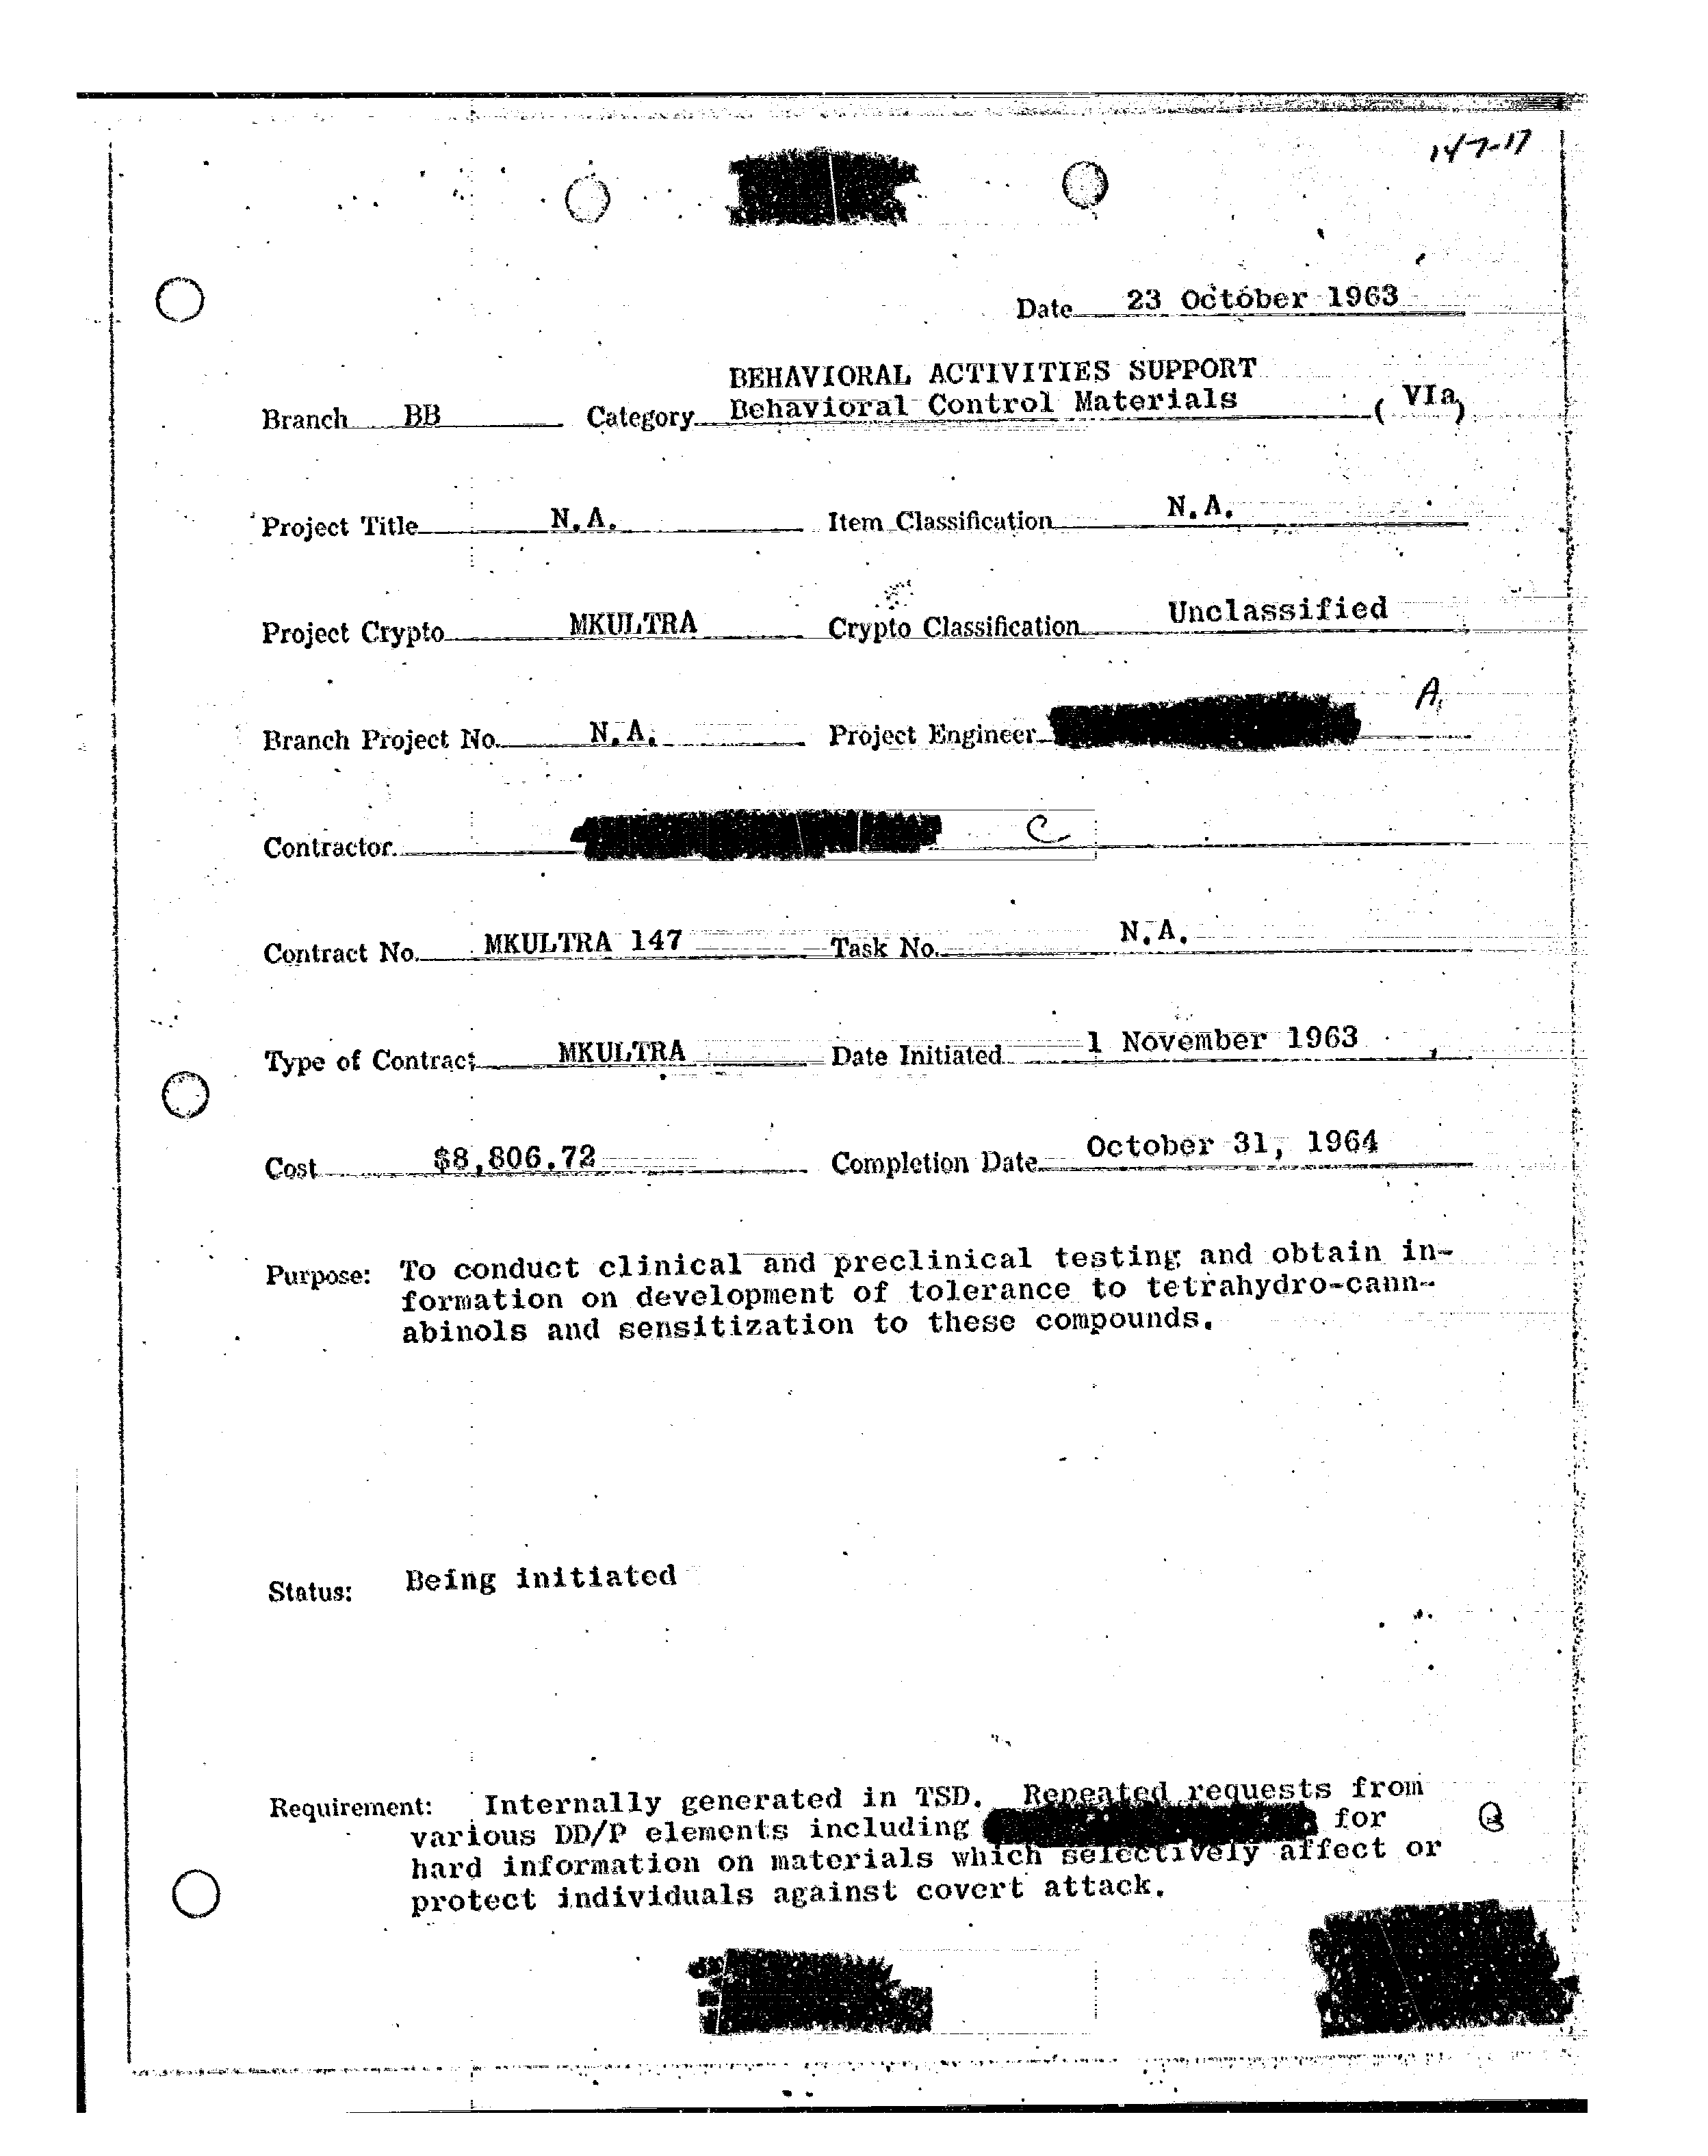 147-17
Date 23 October 1963
BEHAVIORAL ACTIVITIES SUPPORT
Branch BB Category Behavioral Control Materials ( VIa)
Project Title N.A. Item Classification N.A.
Project Crypto MKULTRA Crypto Classification Unclassified
Branch Project No. N.A. Project Engineer A
Contractor C
Contract No. MKULTRA 147 Task No. N.A.
Type of Contract MKULTRA Date Initiated 1 November 1963
Cost $8,806.72 Completion Date October 31, 1964
Purpose: To conduct clinical and preclinical testing and obtain in-
formation on development of tolerance to tetrahydro-cann-
abinols and sensitization to these compounds.
Status: Being initiated
Requirement: Internally generated in TSD. Repeated requests from
various DD/P elements including for
hard information on materials which selectively affect or
protect individuals against covert attack.